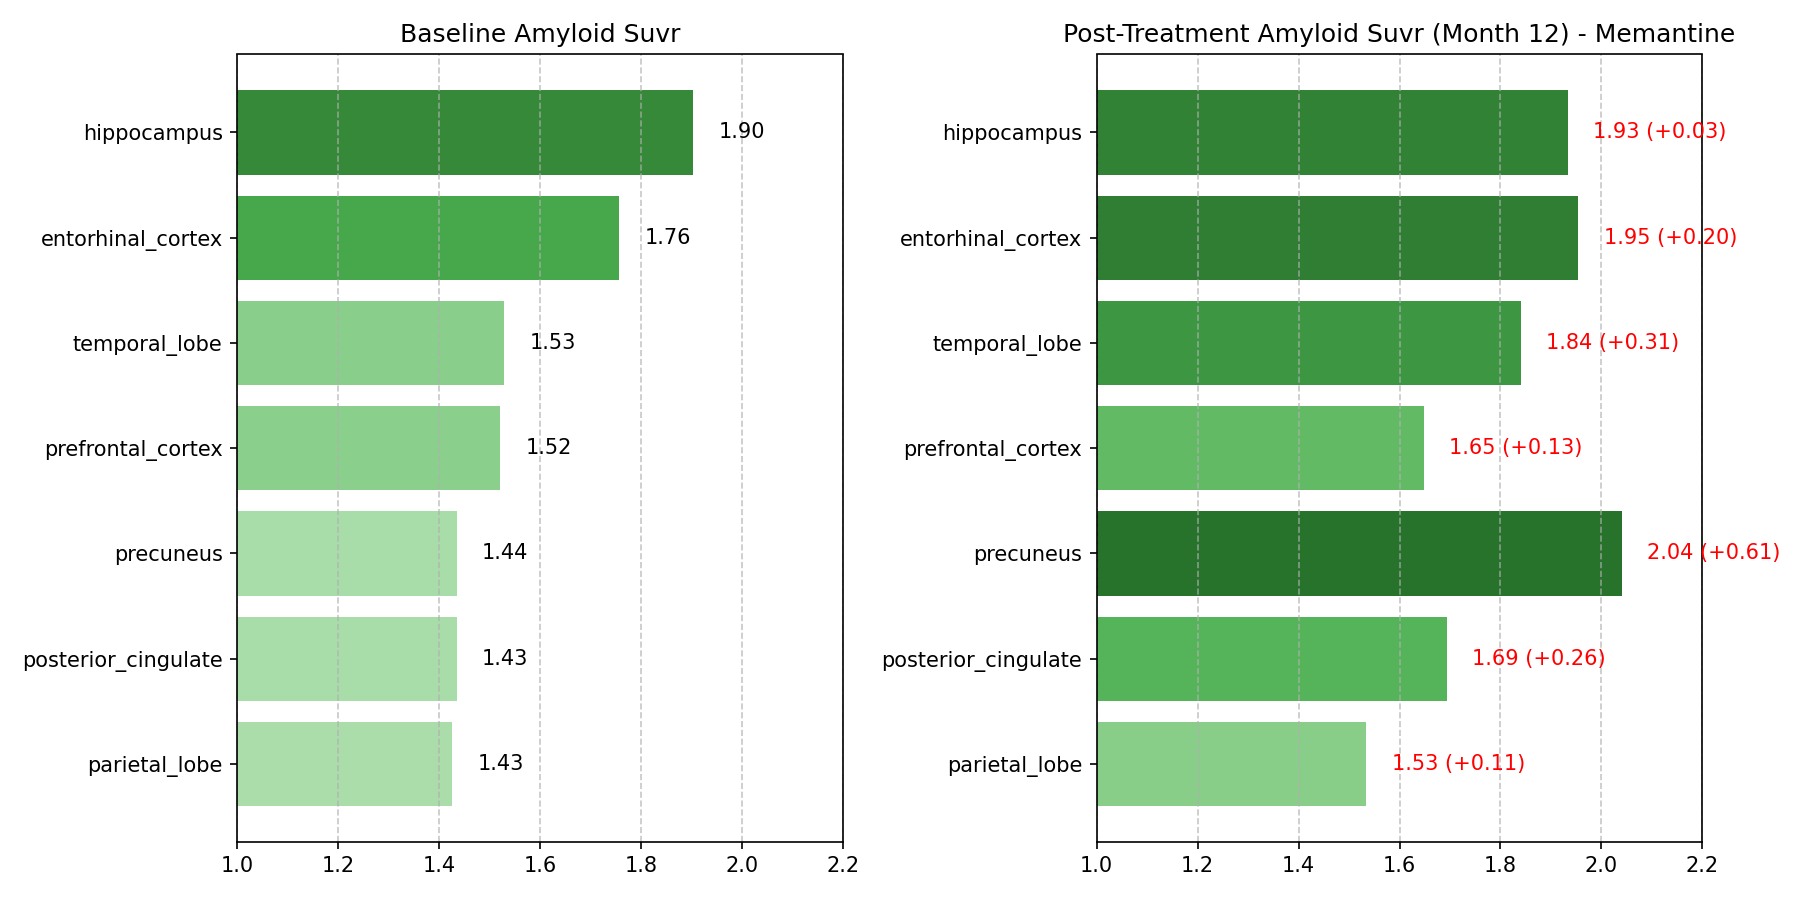 Baseline Amyloid Suvr
hippocampus
1.90
entorhinal_cortex
1.76
temporal_lobe
1.53
prefrontal_cortex
1.52
precuneus
1.44
posterior_cingulate
1.43
parietal_lobe
1.43
1.0 1.2 1.4 1.6 1.8 2.0 2.2
Post-Treatment Amyloid Suvr (Month 12) - Memantine
hippocampus
1.93 (+0.03)
entorhinal_cortex
1.95 (+0.20)
temporal_lobe
1.84 (+0.31)
prefrontal_cortex
1.65 (+0.13)
precuneus
2.04 (+0.61)
posterior_cingulate
1.69 (+0.26)
parietal_lobe
1.53 (+0.11)
1.0 1.2 1.4 1.6 1.8 2.0 2.2